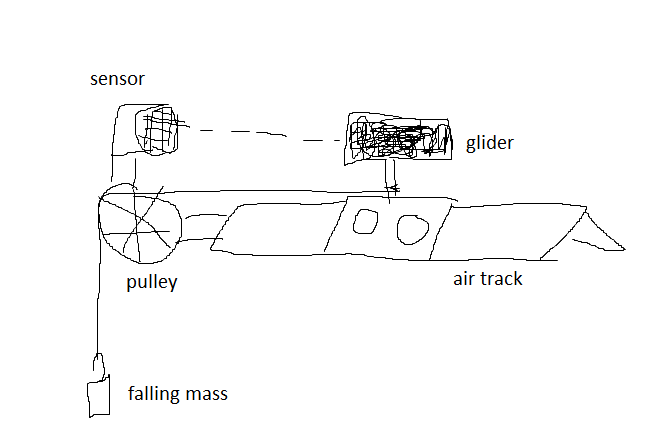 sensor
glider
pulley
air track
falling mass